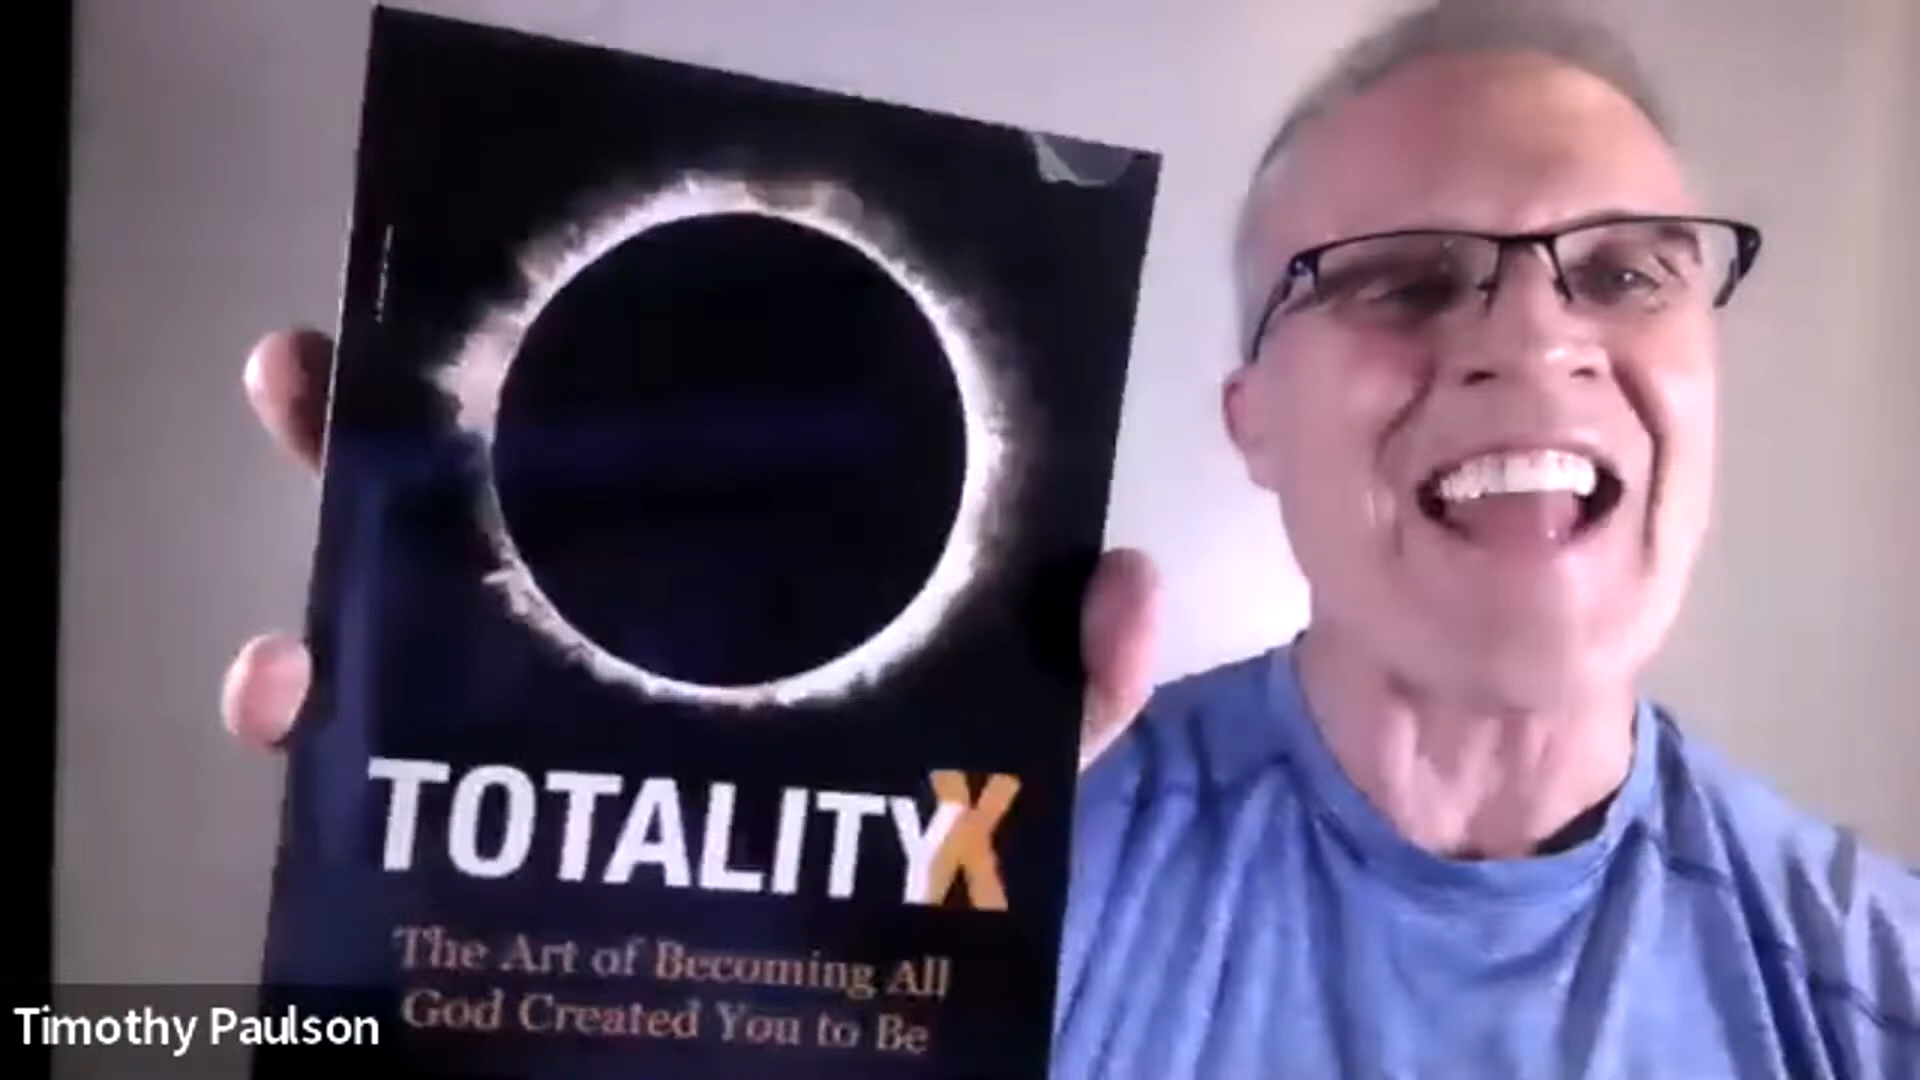 TOTALITYX
The Art of Becoming All
God Created You to Be
Timothy Paulson